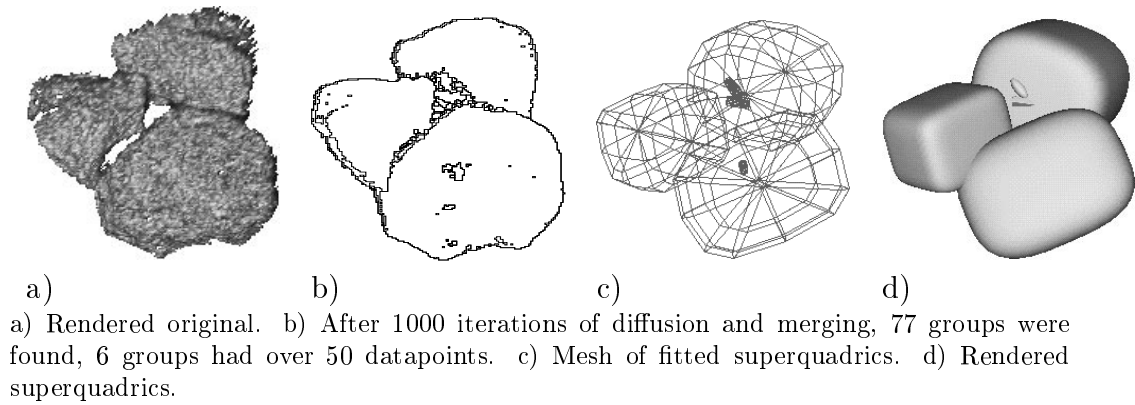 a) b) c) d)
a) Rendered original. b) After 1000 iterations of diffusion and merging, 77 groups were
found, 6 groups had over 50 datapoints. c) Mesh of fitted superquadrics. d) Rendered
superquadrics.